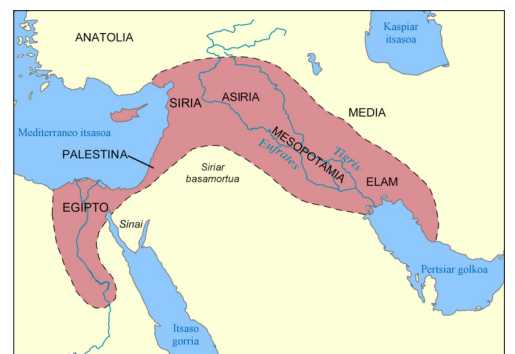 ANATOLIA
Kaspiar
itsasoa
SIRIA
ASIRIA
MEDIA
Mediterraneo itsasoa
PALESTINA
MESOPOTAMIA
Eufrates
Tigris
Siriar
basamortua
ELAM
EGIPTO
Sinai
Pertsiar golkoa
Itsaso
gorria